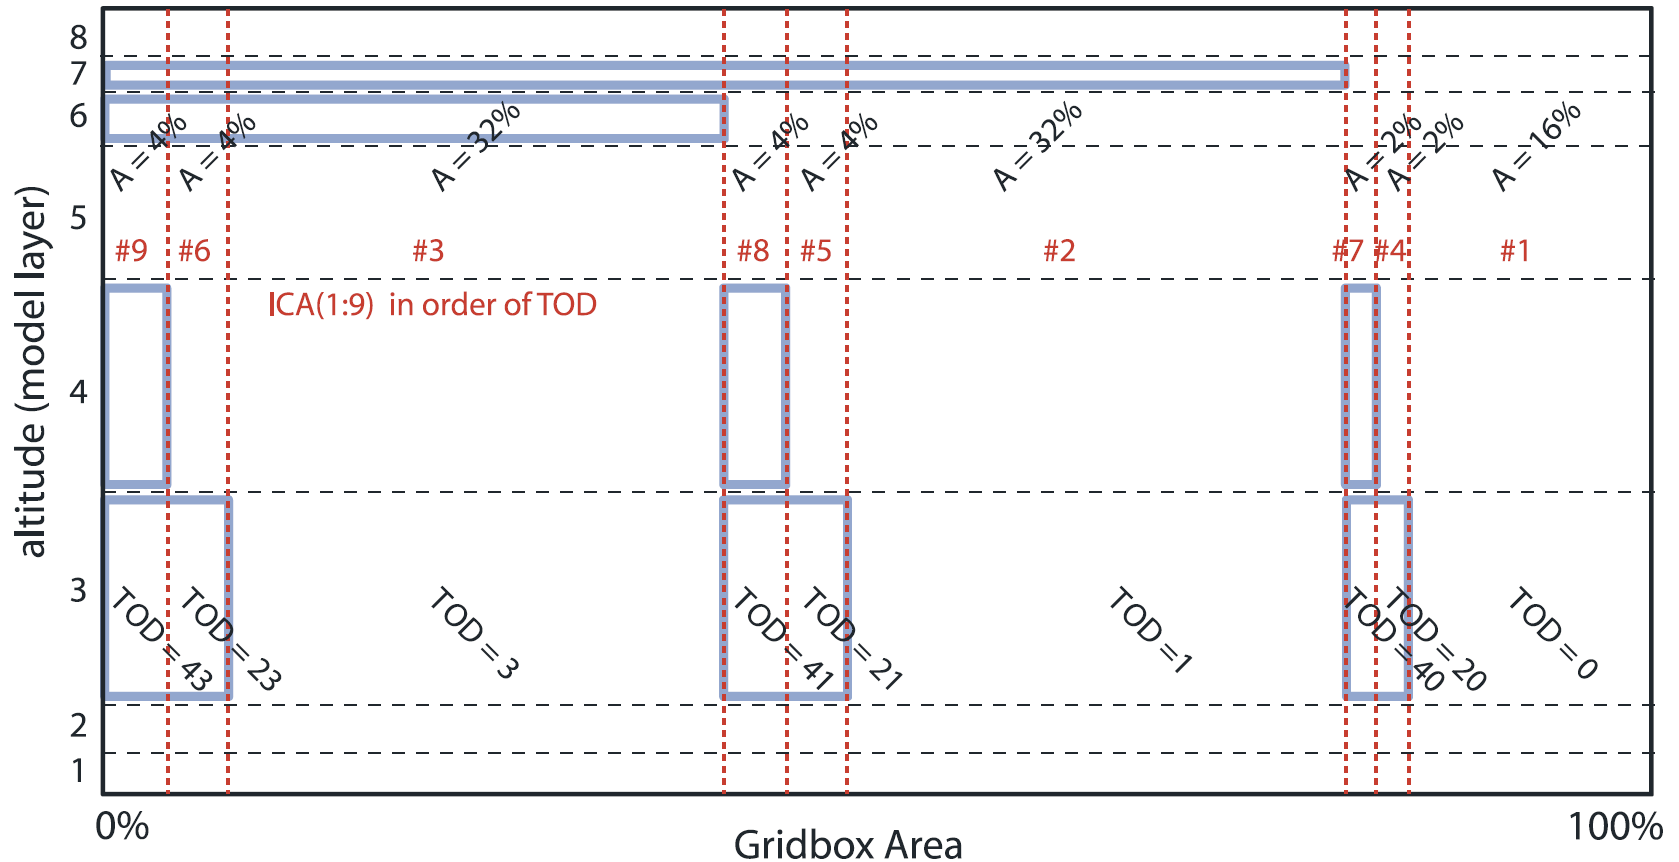 8
7
6
5
4
3
2
1
altitude (model layer)
A = 4%
A = 4%
A = 32%
A = 4%
A = 4%
A = 32%
A = 2%
A = 2%
A = 16%
#9
#6
#3
#8
#5
#2
#7
#4
#1
ICA(1:9) in order of TOD
TOD = 43
TOD = 23
TOD = 3
TOD = 41
TOD = 21
TOD =1
TOD = 40
TOD = 20
TOD = 0
0%
Gridbox Area
100%